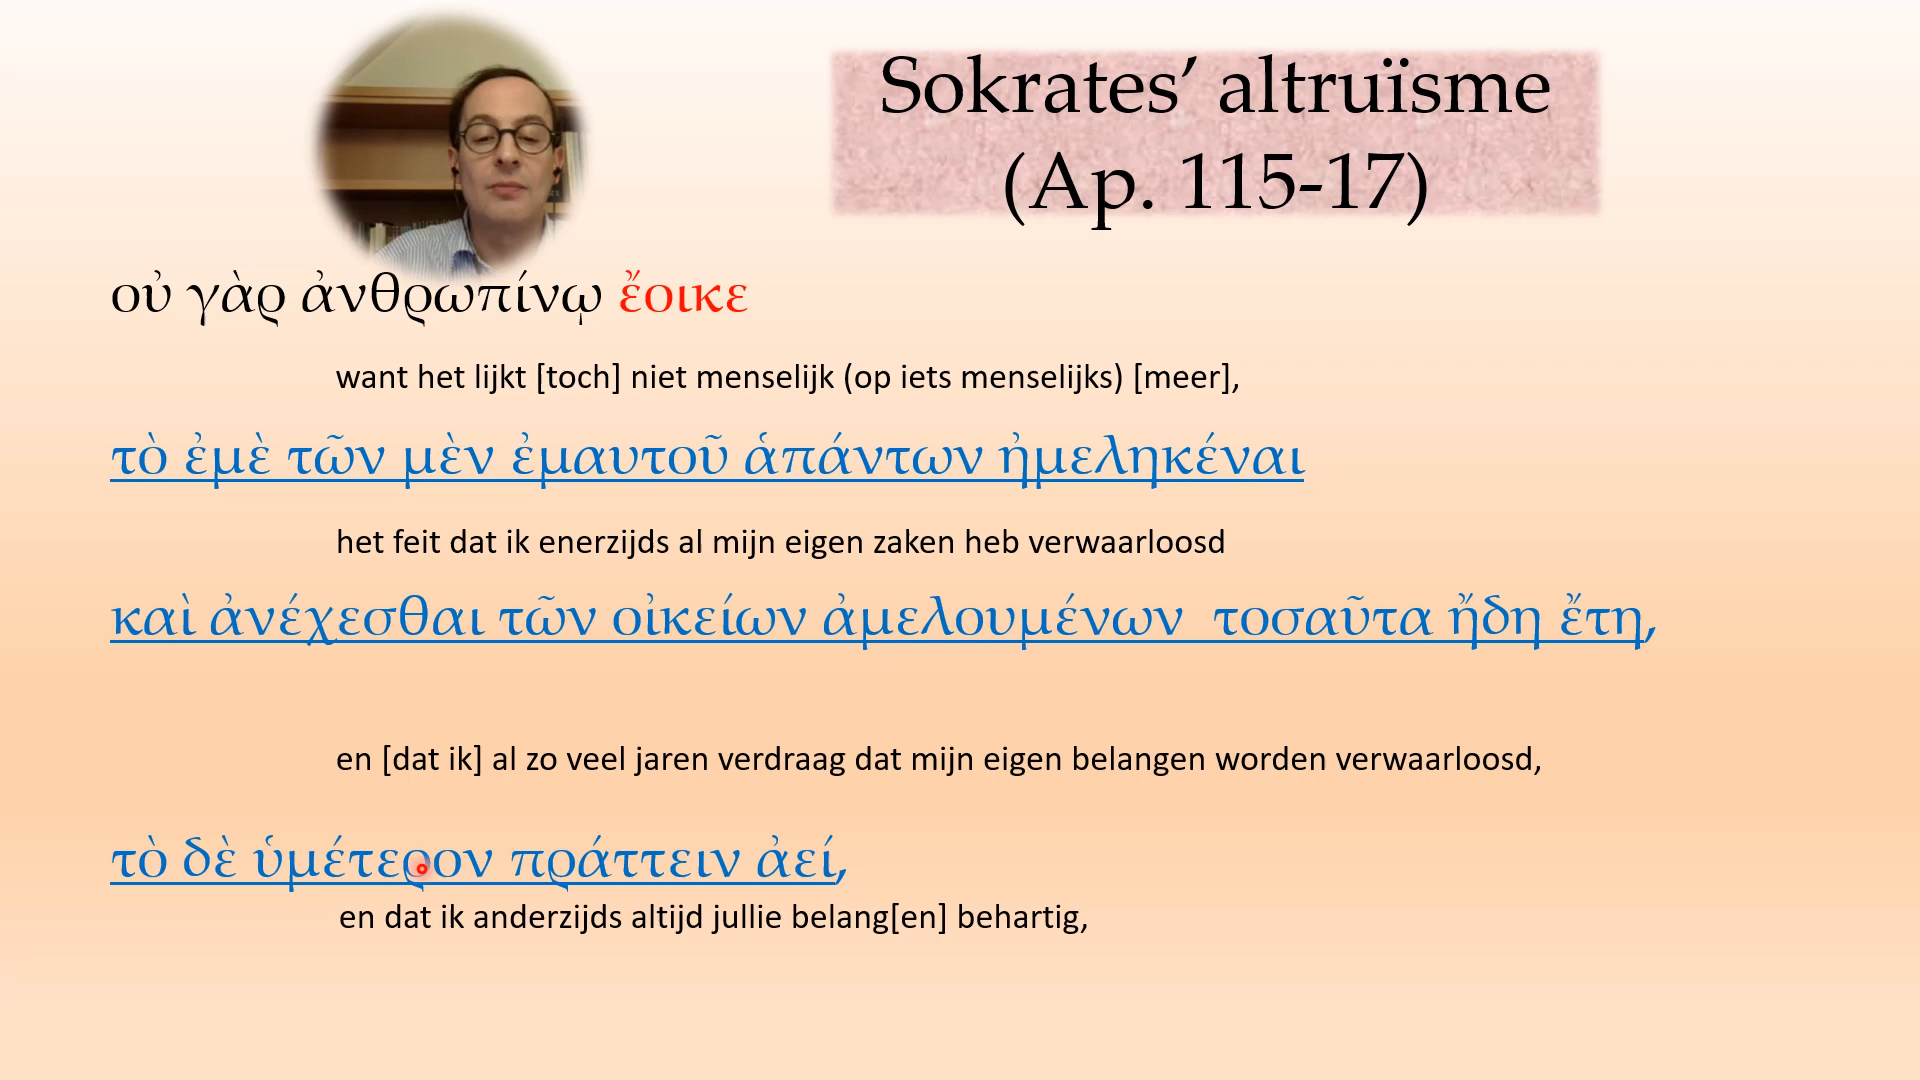 Sokrates’ altruïsme
(Ap. 115-17)
οὐ γὰρ ἀνθρωπίνῳ ἔοικε
want het lijkt [toch] niet menselijk (op iets menselijks) [meer],
τὸ ἐμὲ τῶν μὲν ἐμαυτοῦ ἁπάντων ἠμεληκέναι
het feit dat ik enerzijds al mijn eigen zaken heb verwaarloosd
καὶ ἀνέχεσθαι τῶν οἰκείων ἀμελουμένων τοσαῦτα ἤδη ἔτη,
en [dat ik] al zo veel jaren verdraag dat mijn eigen belangen worden verwaarloosd,
τὸ δὲ ὑμέτερον πράττειν ἀεί,
en dat ik anderzijds altijd jullie belang[en] behartig,